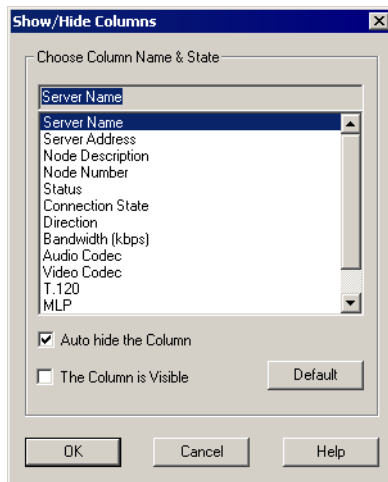 Show/Hide Columns
Choose Column Name & State
Server Name
Server Name
Server Address
Node Description
Node Number
Status
Connection State
Direction
Bandwidth (kbps)
Audio Codec
Video Codec
T.120
MLP
Auto hide the Column
The Column is Visible
Default
OK
Cancel
Help